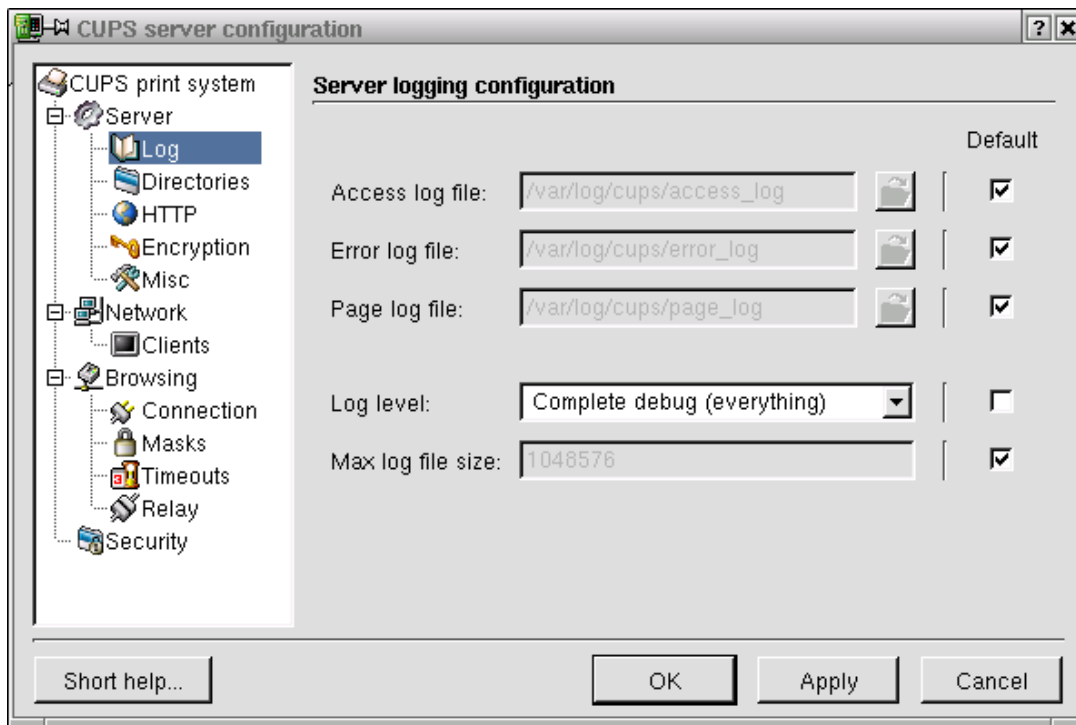 CUPS server configuration
CUPS print system
Server
Log
Directories
HTTP
Encryption
Misc
Network
Clients
Browsing
Connection
Masks
Timeouts
Relay
Security
Server logging configuration
Default
Access log file: /var/log/cups/access_log
Error log file: /var/log/cups/error_log
Page log file: /var/log/cups/page_log
Log level: Complete debug (everything)
Max log file size: 1048576
Short help... OK Apply Cancel